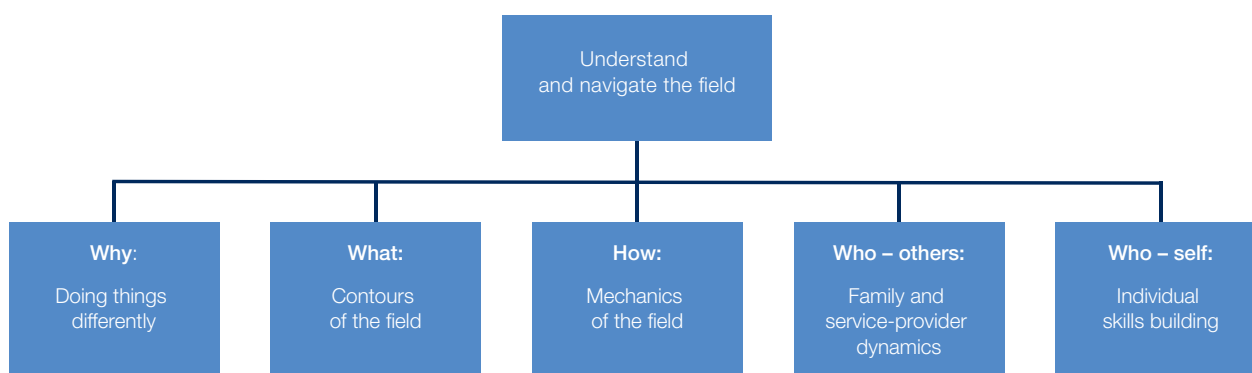 Understand
and navigate the field
Why:
Doing things
differently
What:
Contours
of the field
How:
Mechanics
of the field
Who – others:
Family and
service-provider
dynamics
Who – self:
Individual
skills building